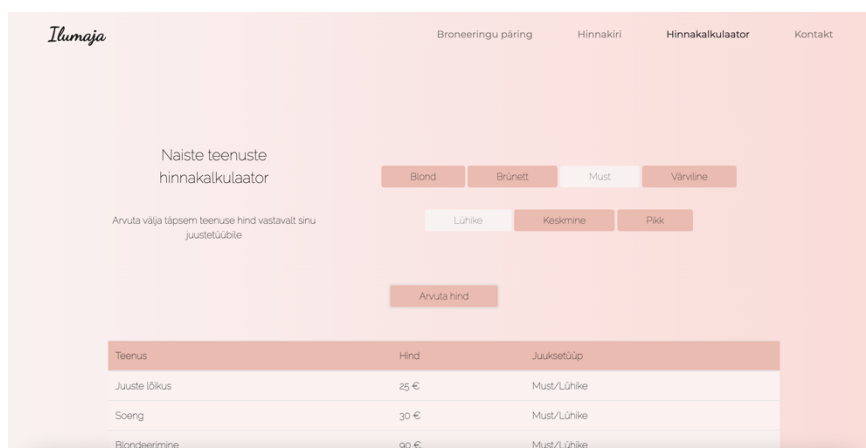 Ilumaja
Broneeringu päring Hinnakiri Hinnakalkulaator Kontakt
Naiste teenuste
hinnakalkulaator
Arvuta välja täpsem teenuse hind vastavalt sinu
juustetüübile
Blond Brünett Must Värviline
Lühike Keskmine Pikk
Arvuta hind
Teenus Hind Juuksetüüp
Juuste lõikus 25 € Must/Lühike
Soeng 30 € Must/Lühike
Blondeerimine 90 € Must/Lühike